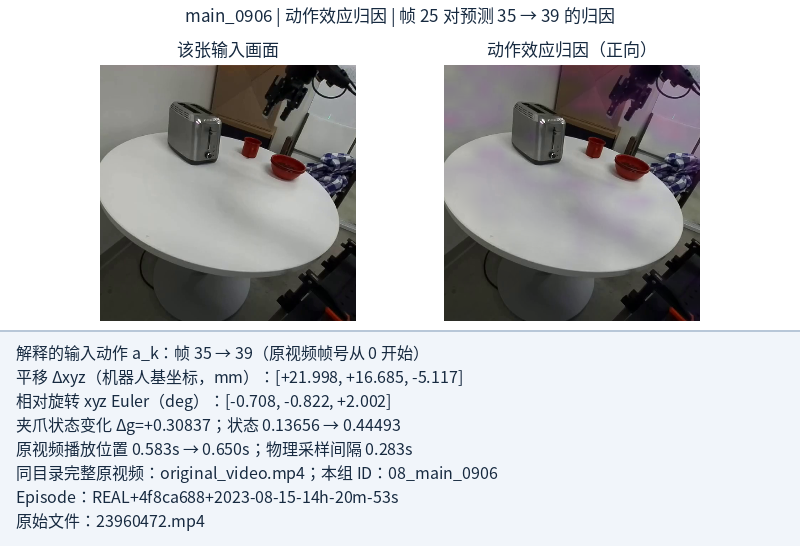 main_0906 | 动作效应归因 | 帧 25 对预测 35 → 39 的归因
该张输入画面
动作效应归因（正向）
解释的输入动作 a_k：帧 35 → 39（原视频帧号从 0 开始）
平移 Δxyz（机器人基坐标，mm）：[+21.998, +16.685, -5.117]
相对旋转 xyz Euler（deg）：[-0.708, -0.822, +2.002]
夹爪状态变化 Δg=+0.30837；状态 0.13656 → 0.44493
原视频播放位置 0.583s → 0.650s；物理采样间隔 0.283s
同目录完整原视频：original_video.mp4；本组 ID：08_main_0906
Episode：REAL+4f8ca688+2023-08-15-14h-20m-53s
原始文件：23960472.mp4